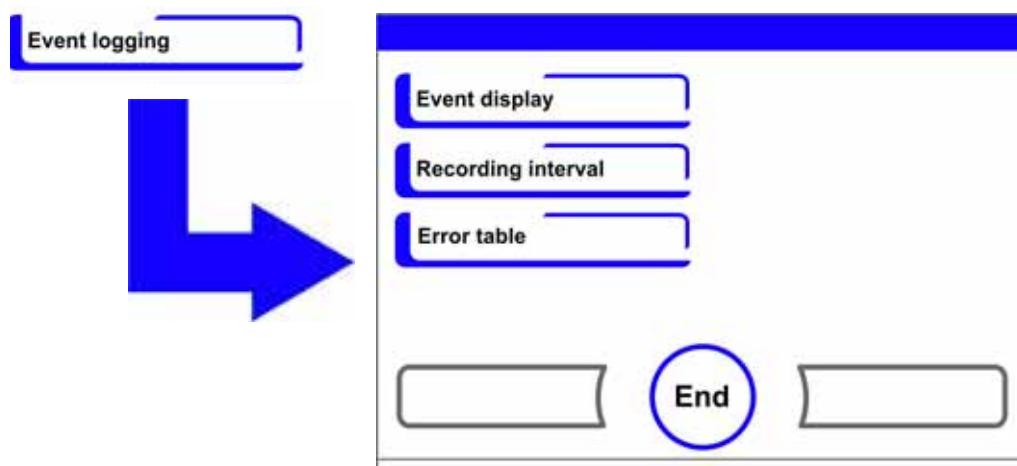 Event logging
Event display
Recording interval
Error table
End